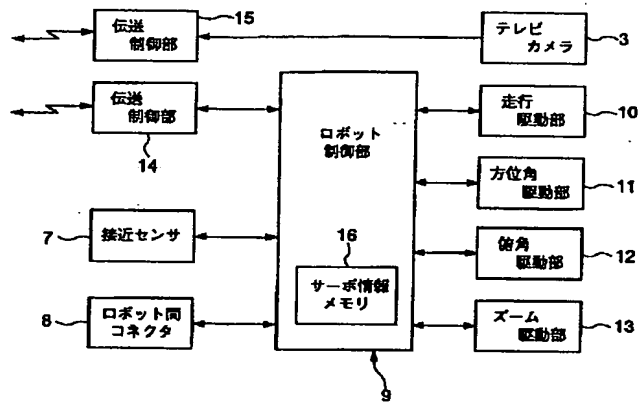 15
伝送
制御部
テレビ
カメラ
3
伝送
制御部
14
ロボット
制御部
走行
駆動部
10
方位角
駆動部
11
7
接近センサ
16
サーボ情報
メモリ
俯角
駆動部
12
8
ロボット間
コネクタ
ズーム
駆動部
13
9